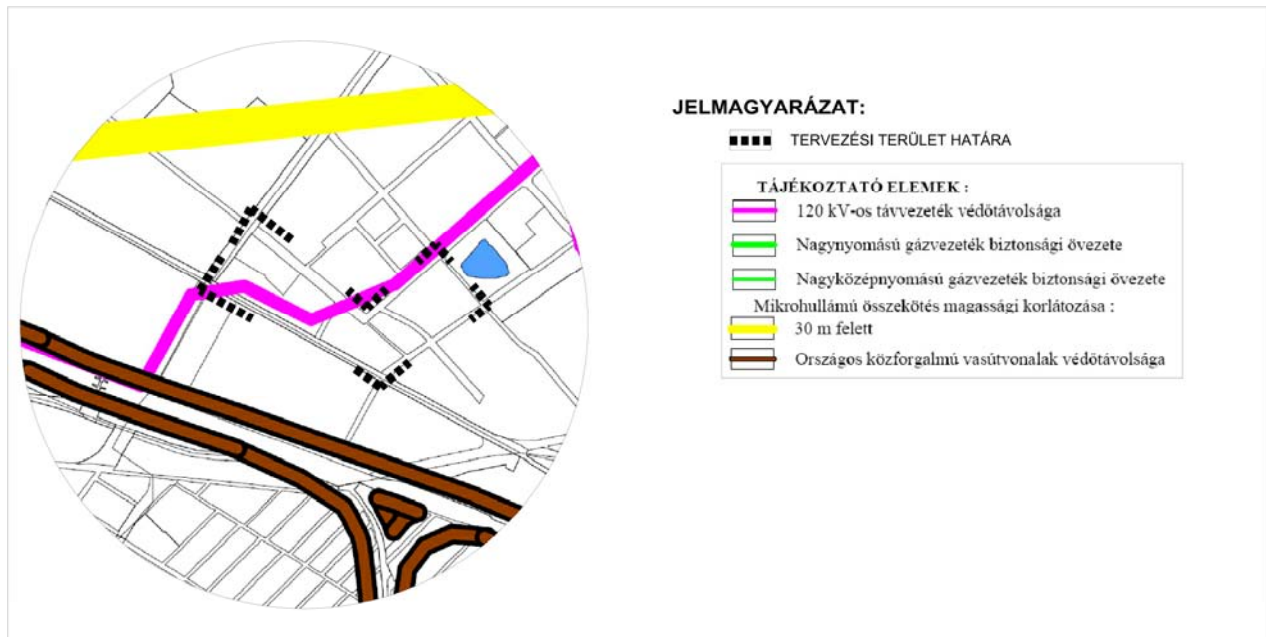 JELMAGYARÁZAT:
TERVEZÉSI TERÜLET HATÁRA
TÁJÉKOZTATÓ ELEMEK :
120 kV-os távvezeték védőtávolsága
Nagynyomású gázvezeték biztonsági övezete
Nagyközépnyomású gázvezeték biztonsági övezete
Mikrohullámú összekötés magassági korlátozása :
30 m felett
Országos közforgalmú vasútvonalak védőtávolsága